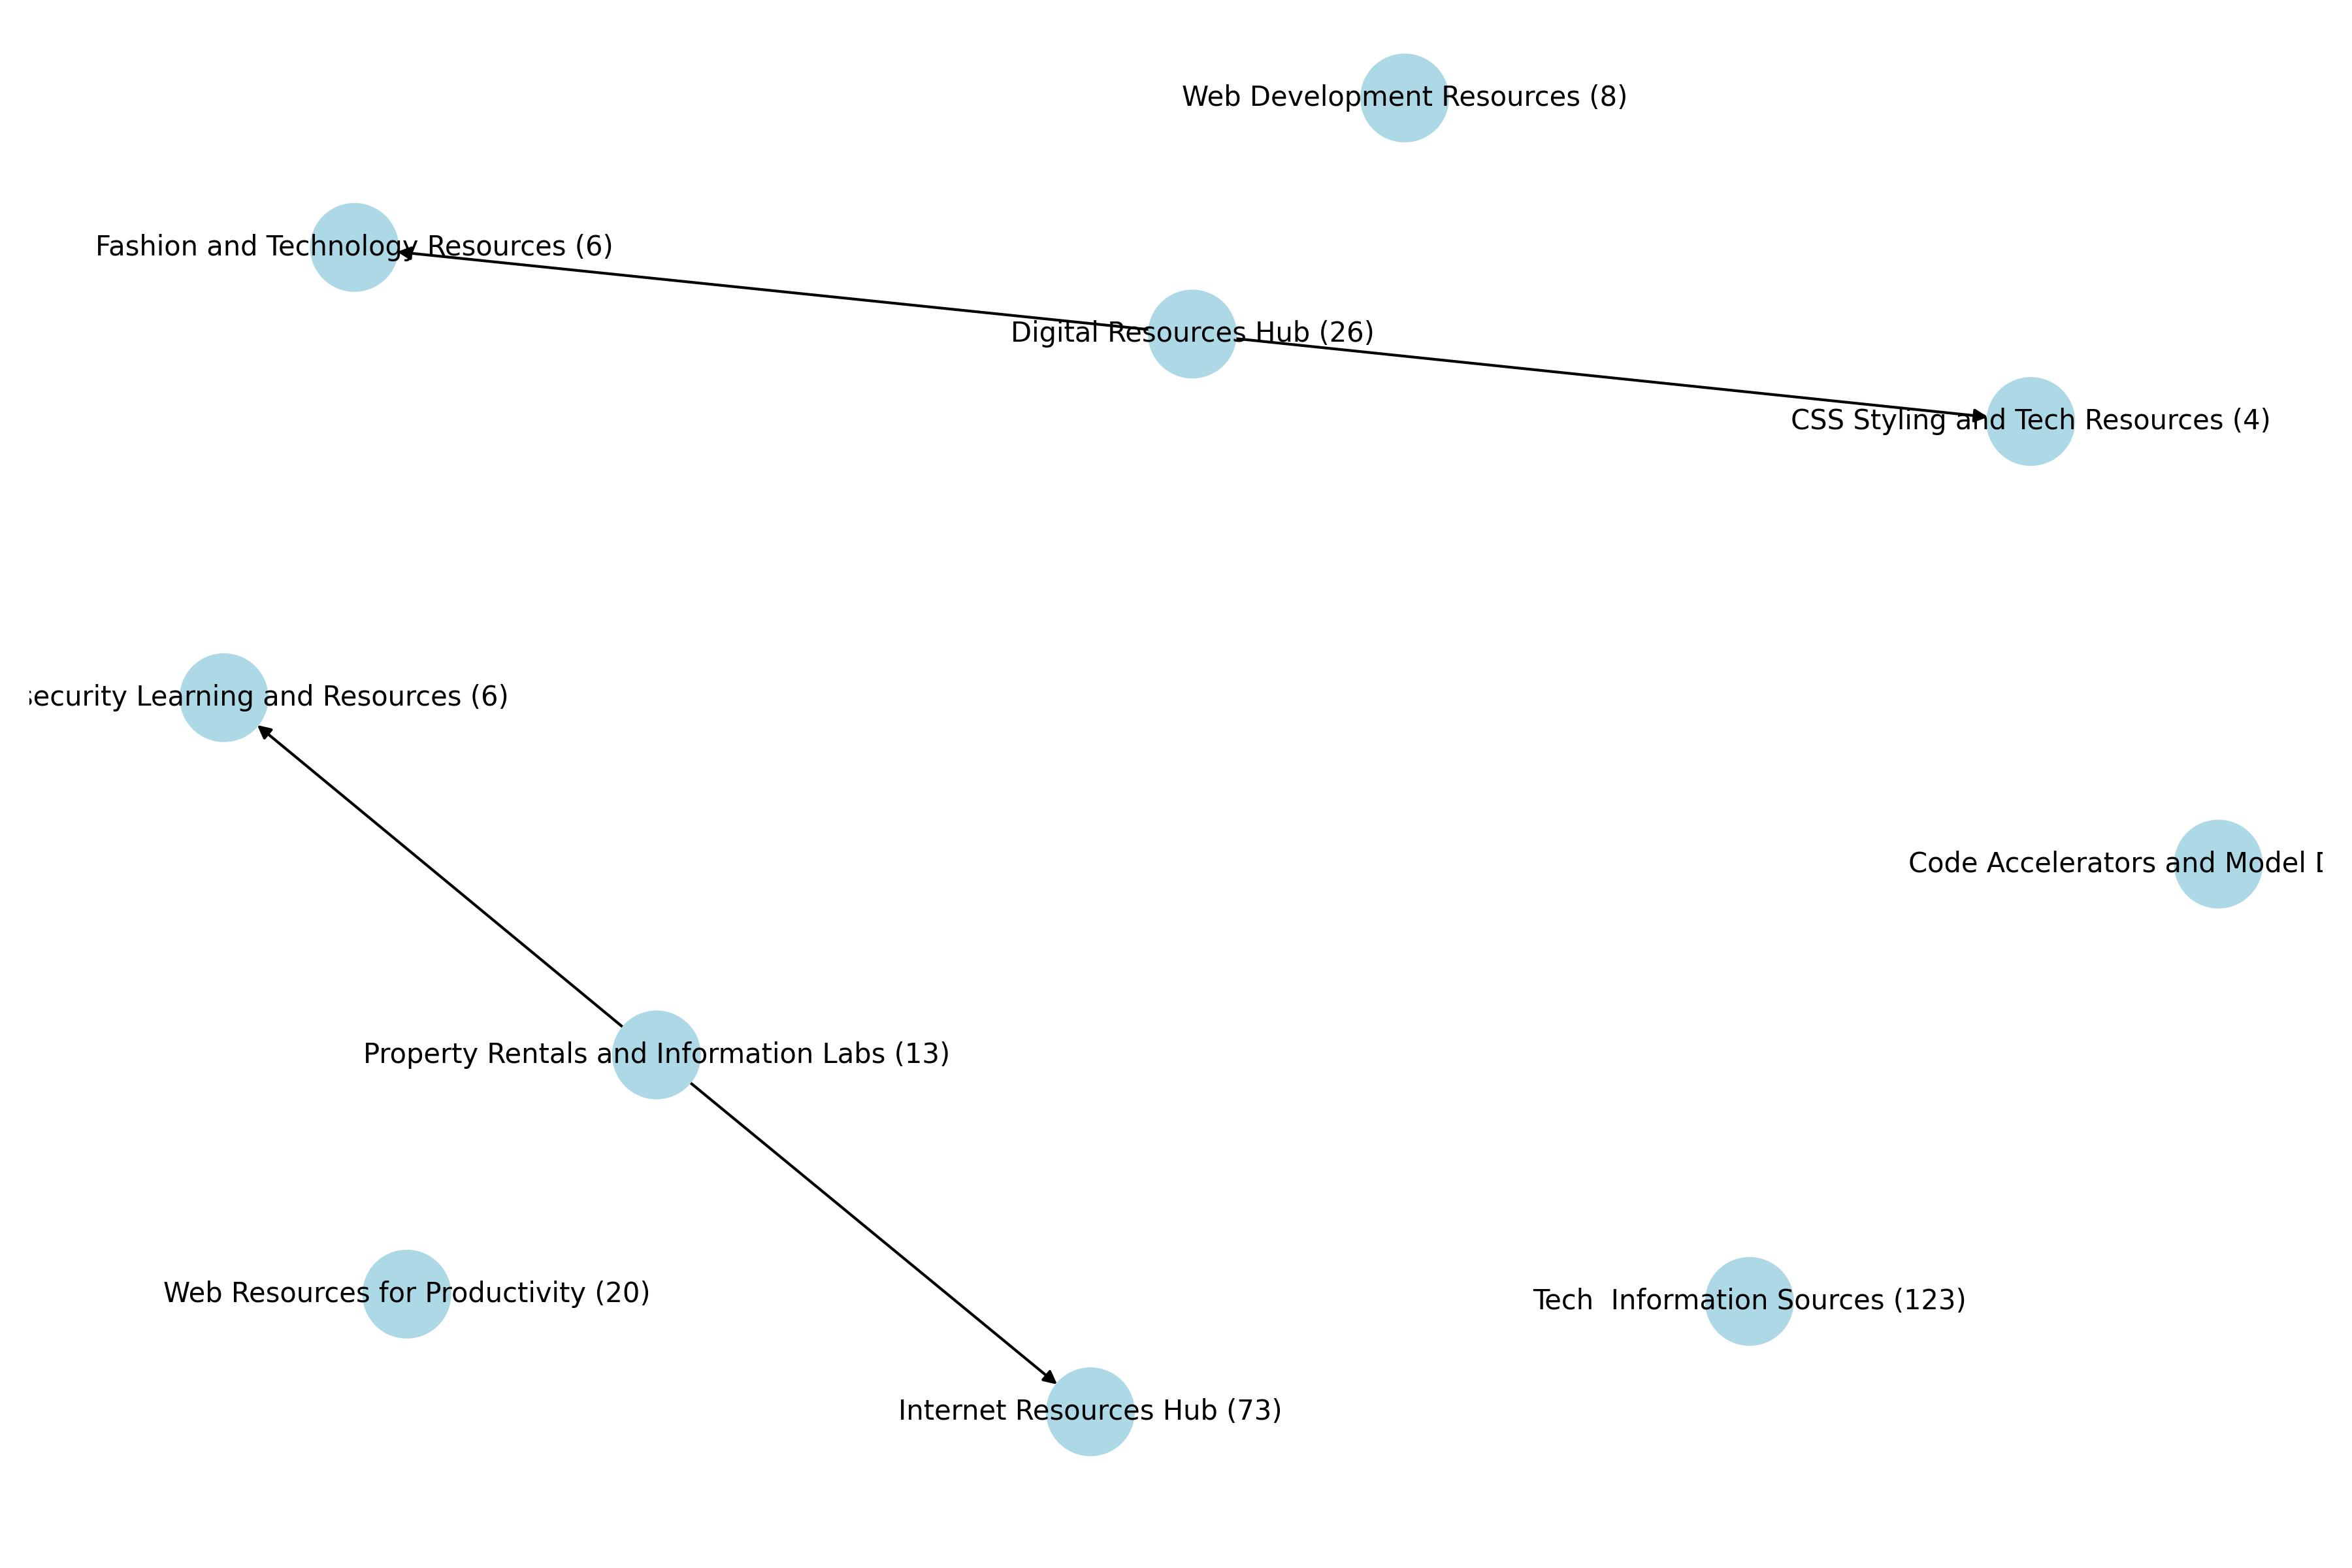 Web Development Resources (8)
Fashion and Technology Resources (6)
Digital Resources Hub (26)
CSS Styling and Tech Resources (4)
security Learning and Resources (6)
Code Accelerators and Model
Property Rentals and Information Labs (13)
Web Resources for Productivity (20)
Tech  Information Sources (123)
Internet Resources Hub (73)